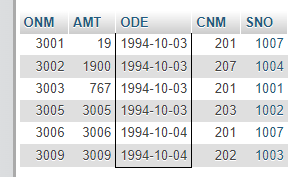 ONM AMT ODE CNM SNO
3001 19 1994-10-03 201 1007
3002 1900 1994-10-03 207 1004
3003 767 1994-10-03 201 1001
3005 3005 1994-10-03 203 1002
3006 3006 1994-10-04 201 1007
3009 3009 1994-10-04 202 1003